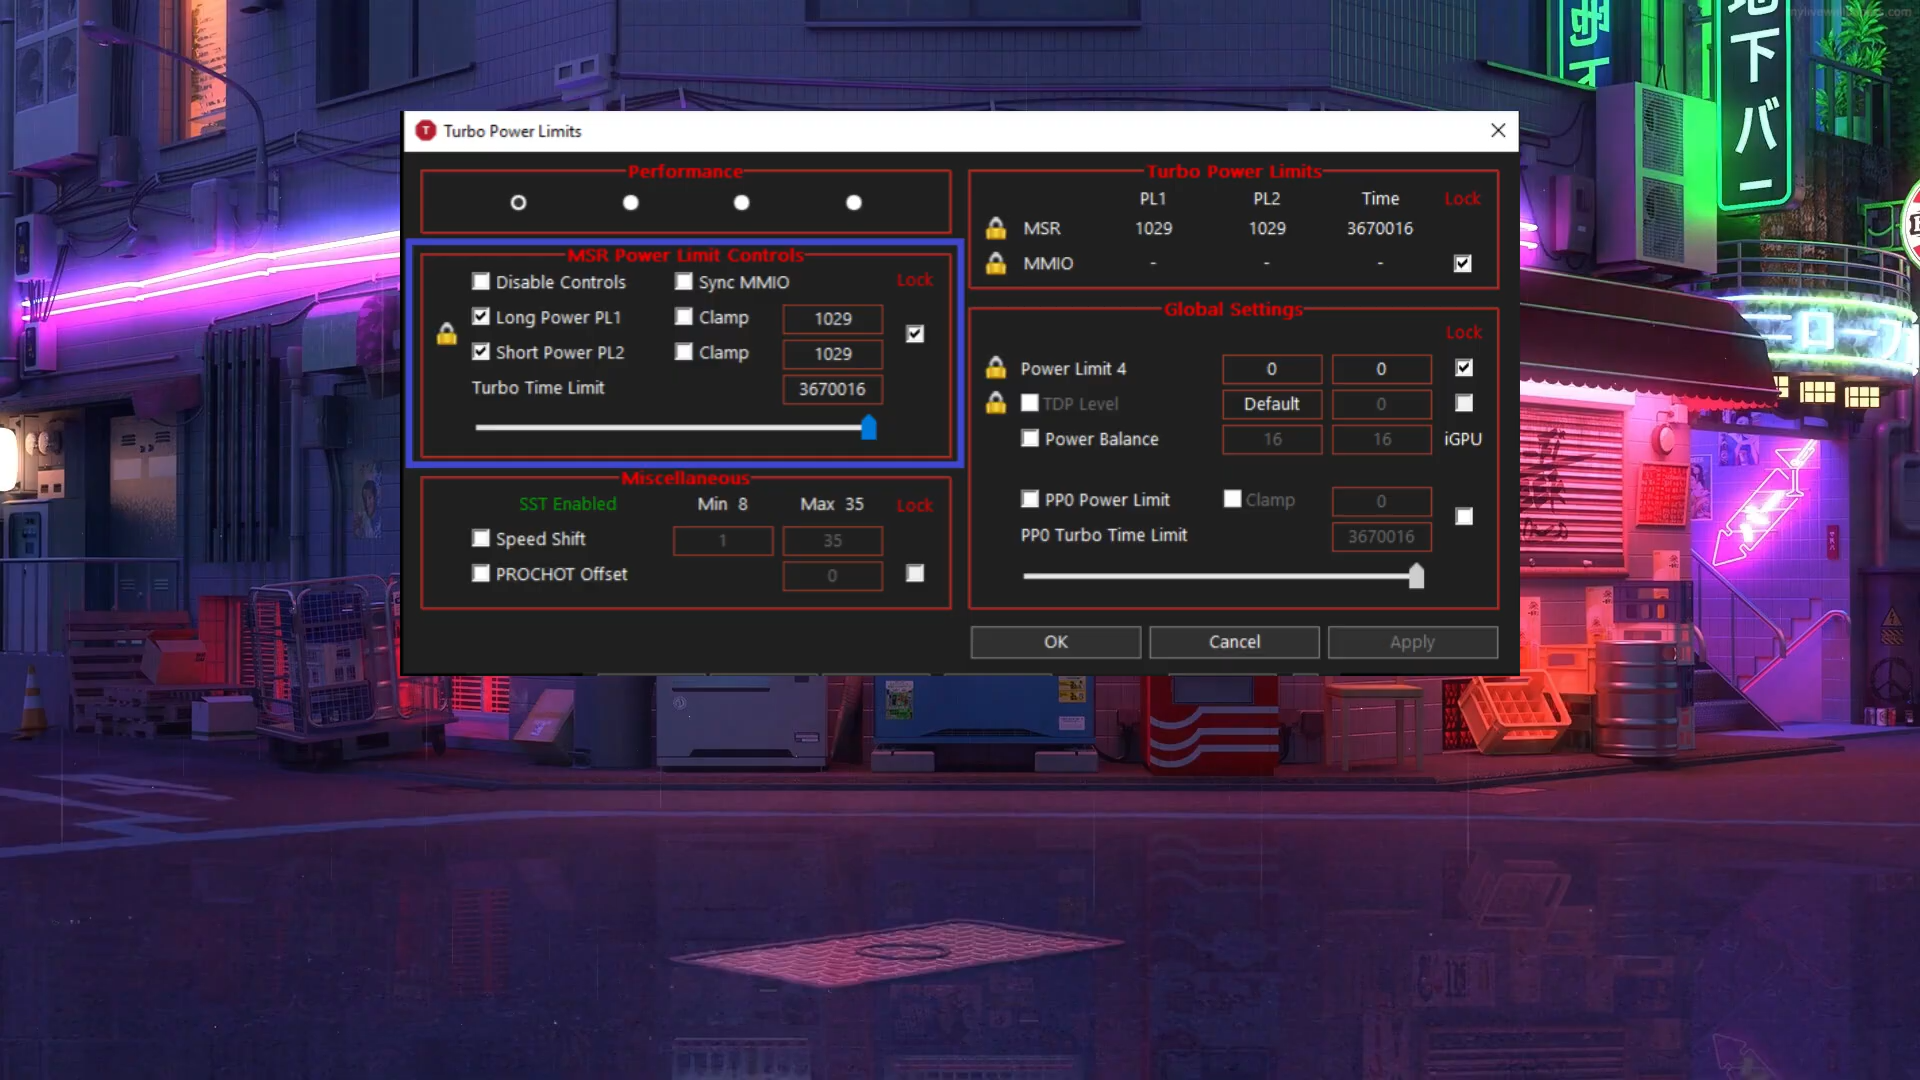 Turbo Power Limits
Performance
MSR Power Limit Controls
Disable Controls
Sync MMIO
Lock
Long Power PL1
Clamp
1029
Short Power PL2
Clamp
1029
Turbo Time Limit
3670016
Miscellaneous
SST Enabled
Min 8
Max 35
Lock
Speed Shift
1
35
PROCHOT Offset
0
Turbo Power Limits
PL1
PL2
Time
Lock
MSR
1029
1029
3670016
MMIO
-
-
-
Global Settings
Lock
Power Limit 4
0
0
TDP Level
Default
0
Power Balance
16
16
iGPU
PP0 Power Limit
Clamp
0
PP0 Turbo Time Limit
3670016
OK
Cancel
Apply
地下バー